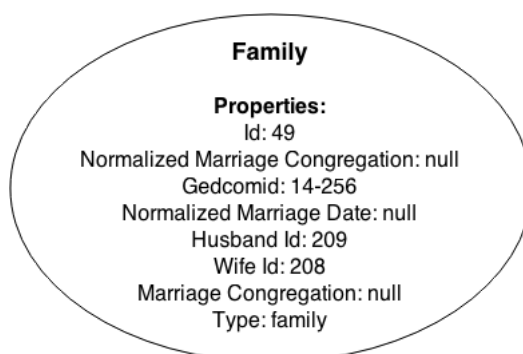 Family
Properties:
Id: 49
Normalized Marriage Congregation: null
Gedcomid: 14-256
Normalized Marriage Date: null
Husband Id: 209
Wife Id: 208
Marriage Congregation: null
Type: family